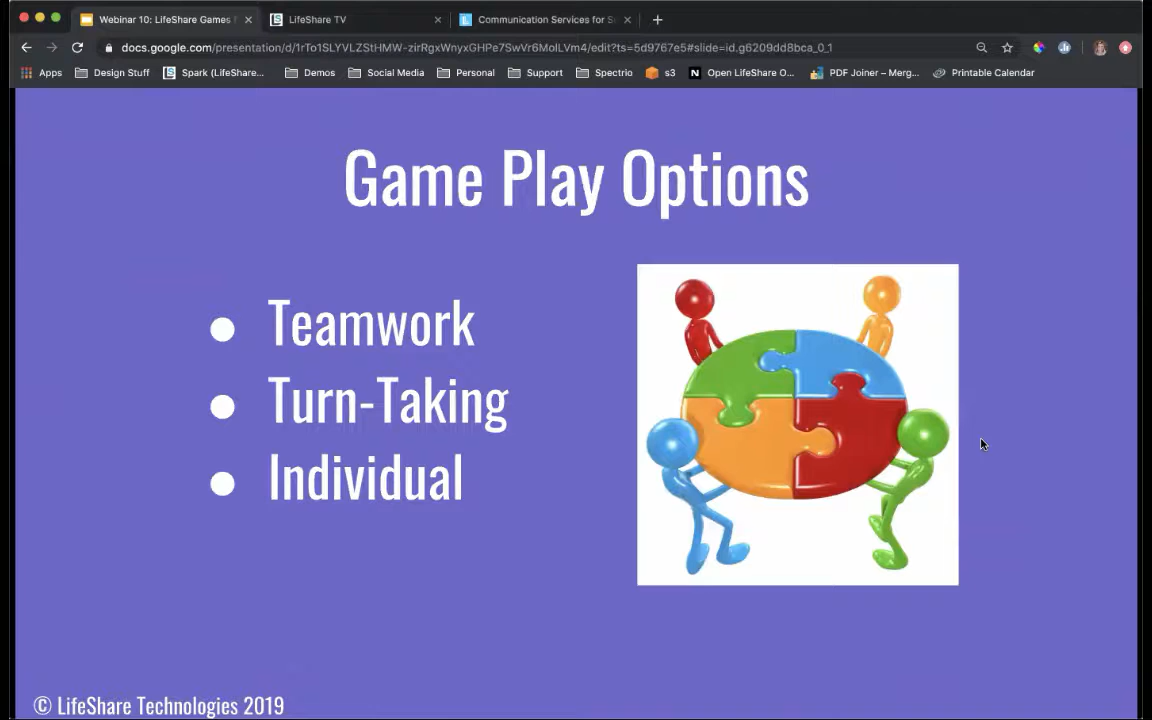 Webinar 10: LifeShare Games
LifeShare TV
Communication Services for S
docs.google.com/presentation/d/1rTo1SLYVLZStHMW-zirRgxWnyxGHPe7SwVr6MolLVm4/edit?ts=5d9767e5#slide=id.g6209dd8bca_0_1
Apps
Design Stuff
Spark (LifeShare...
Demos
Social Media
Personal
Support
Spectrio
s3
Open LifeShare O...
PDF Joiner – Merg...
Printable Calendar
Game Play Options
● Teamwork
● Turn-Taking
● Individual
© LifeShare Technologies 2019